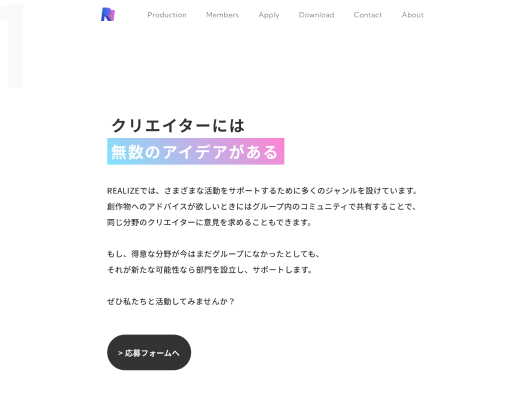 Production Members Apply Download Contact About
1
クリエイターには
無数のアイデアがある
REALIZEでは、さまざまな活動をサポートするために多くのジャンルを設けています。
創作物へのアドバイスが欲しいときにはグループ内のコミュニティで共有することで、
同じ分野のクリエイターに意見を求めることもできます。
もし、得意な分野が今はまだグループになかったとしても、
それが新たな可能性なら部門を設立し、サポートします。
ぜひ私たちと活動してみませんか？
> 応募フォームへ